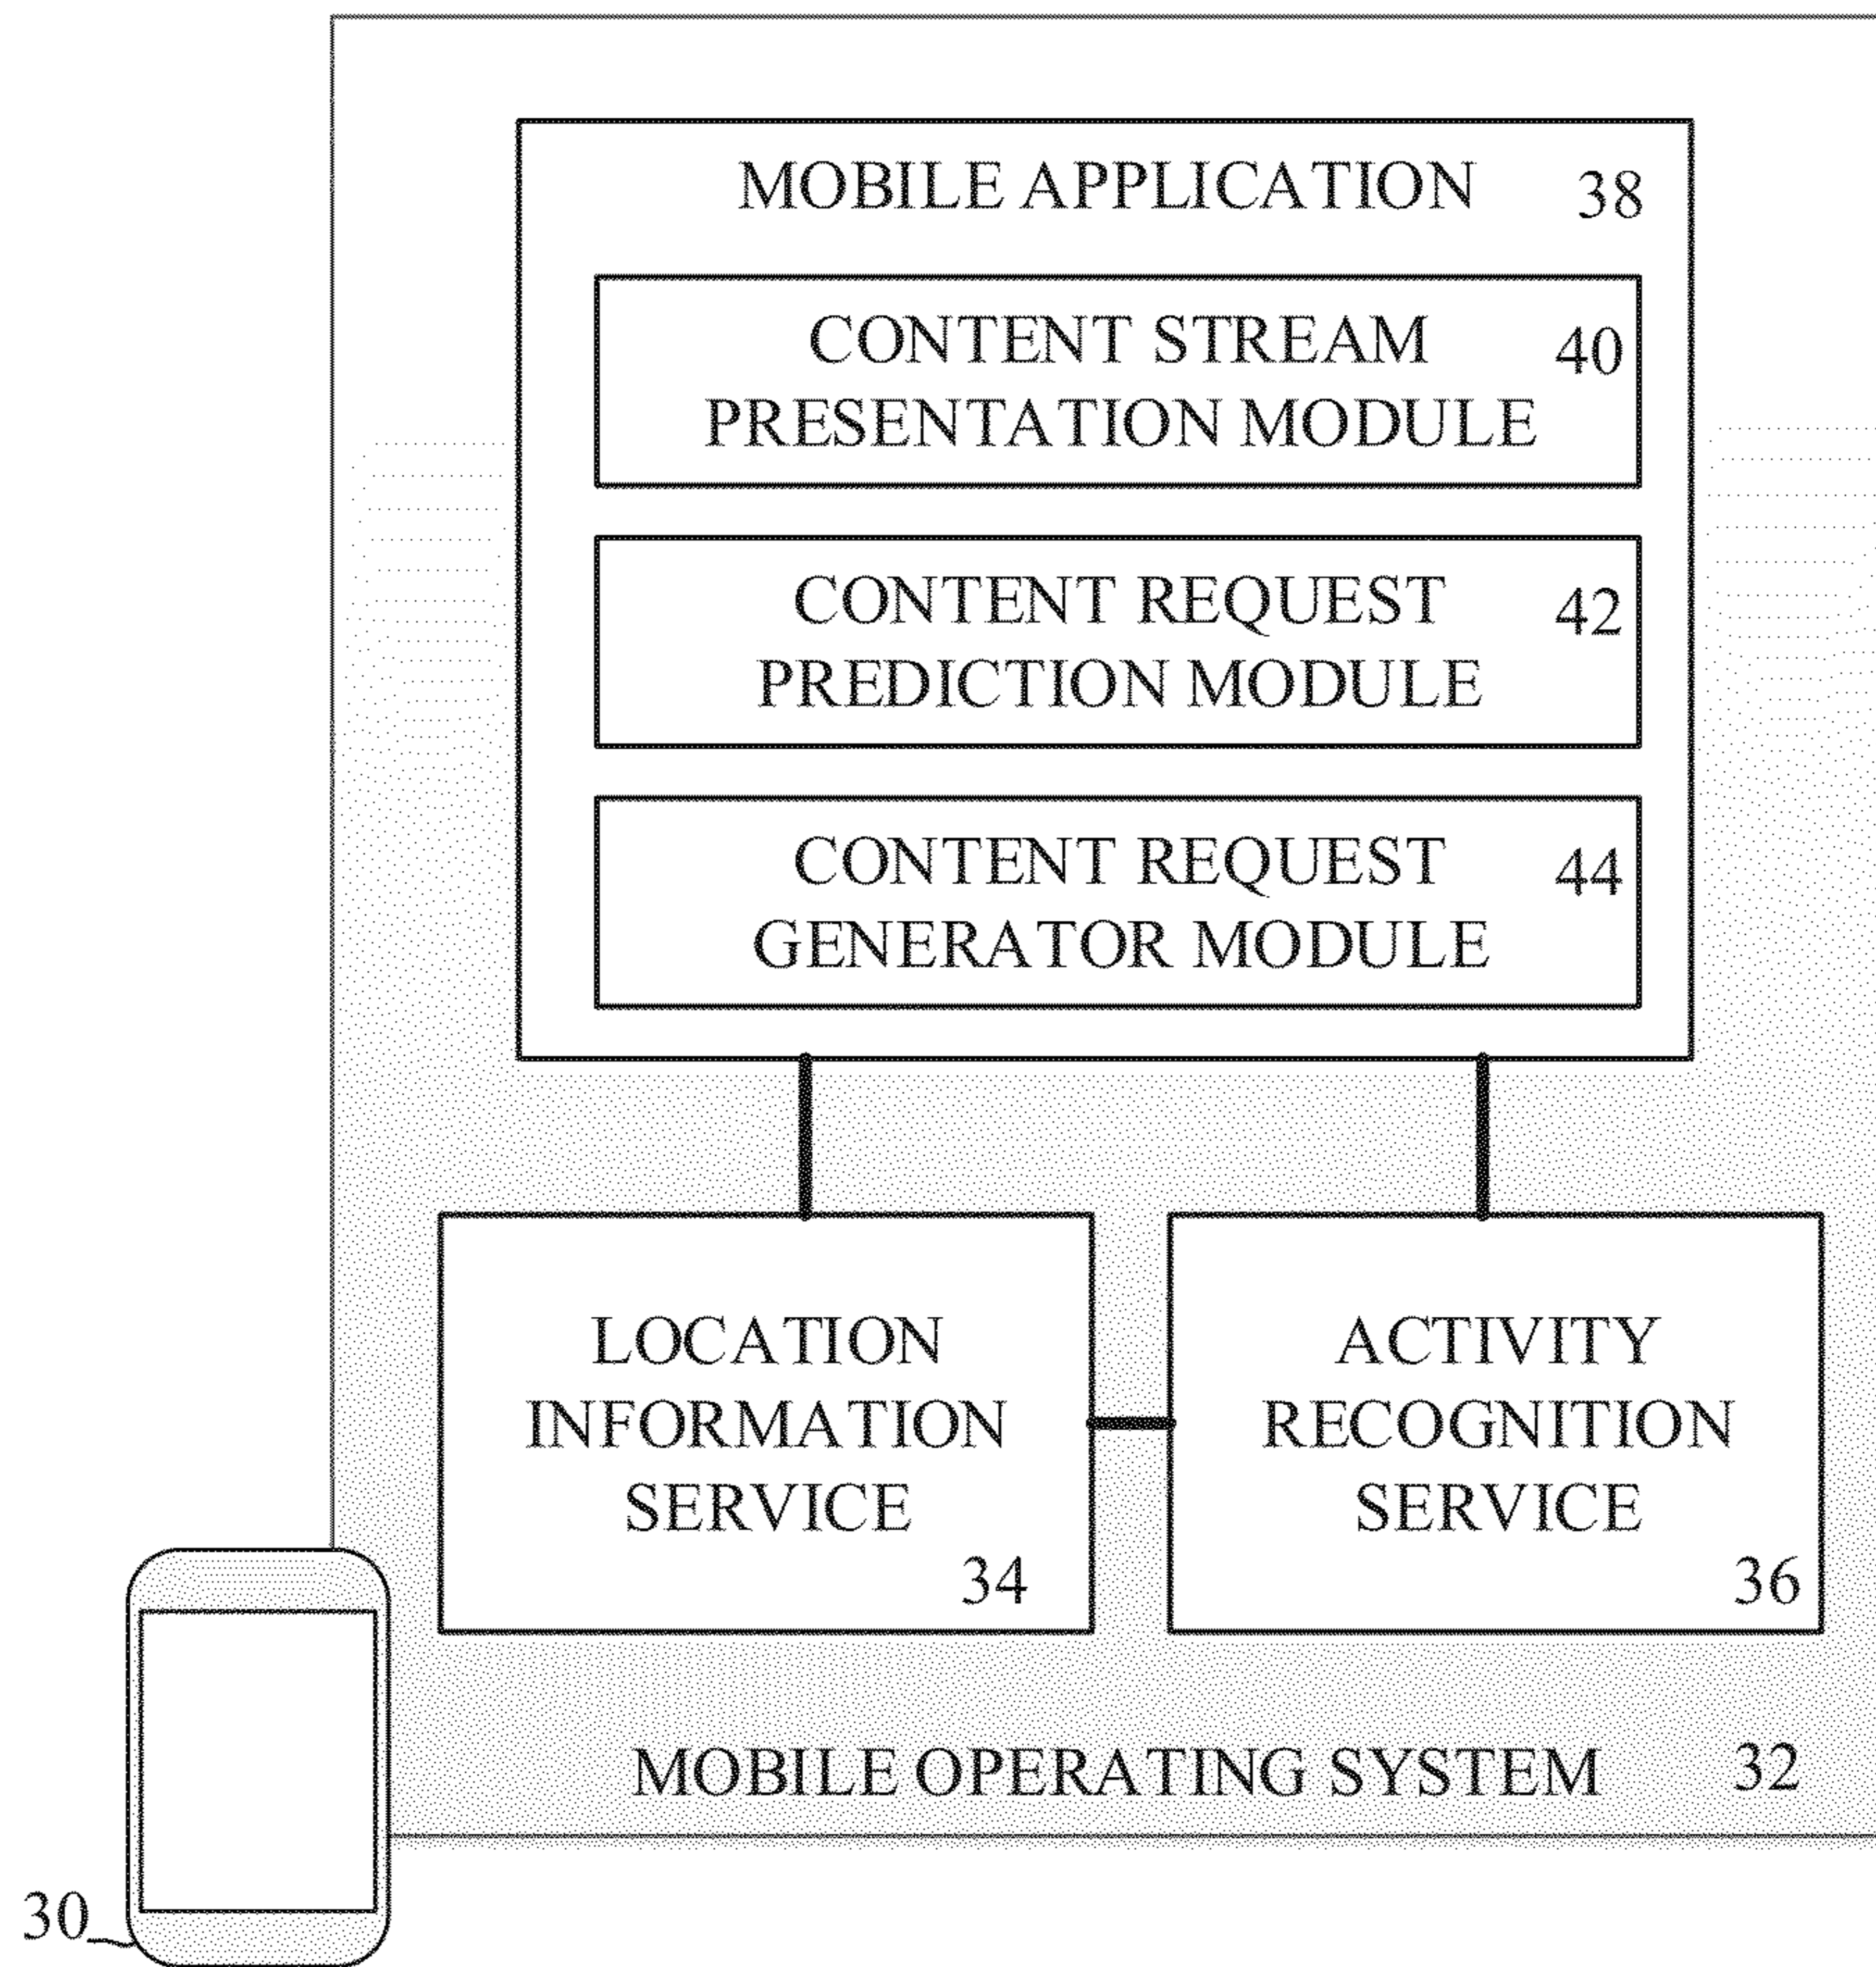 MOBILE APPLICATION 38
CONTENT STREAM 40
PRESENTATION MODULE
CONTENT REQUEST 42
PREDICTION MODULE
CONTENT REQUEST 44
GENERATOR MODULE
LOCATION
INFORMATION
SERVICE
34
ACTIVITY
RECOGNITION
SERVICE
36
MOBILE OPERATING SYSTEM 32
30